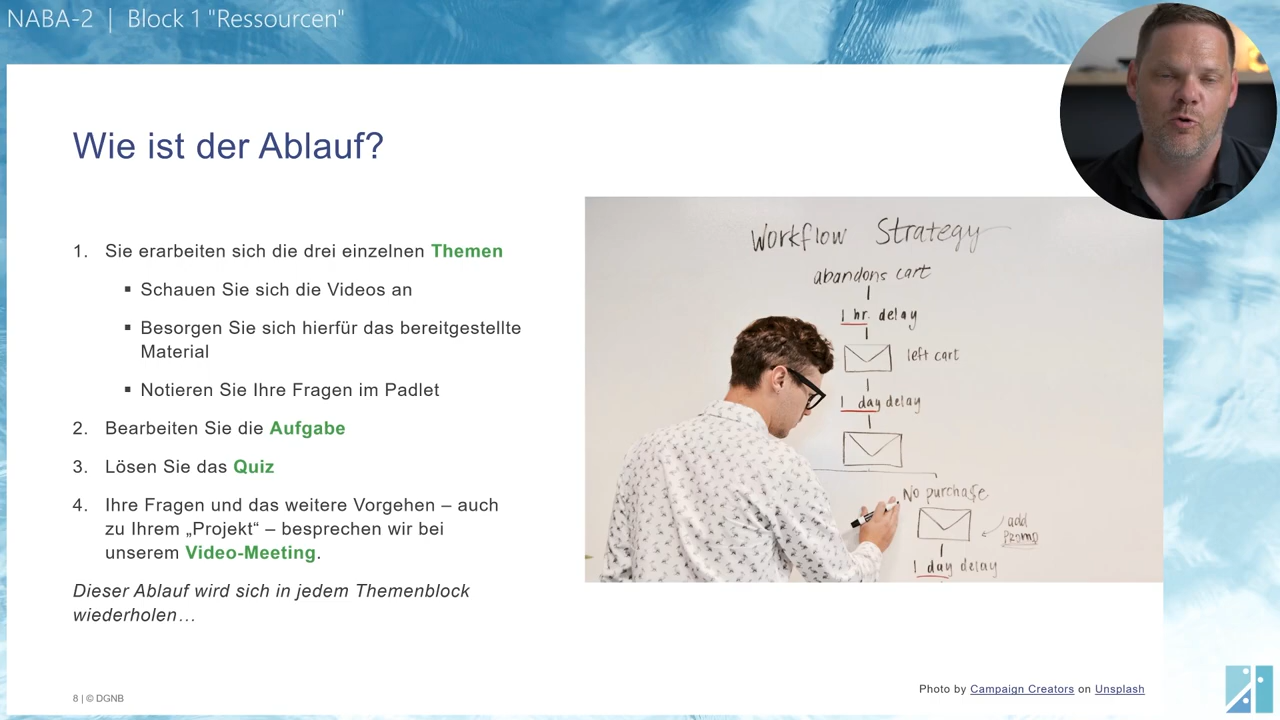 NABA-2 | Block 1 "Ressourcen"
Wie ist der Ablauf?
1. Sie erarbeiten sich die drei einzelnen Themen
▪ Schauen Sie sich die Videos an
▪ Besorgen Sie sich hierfür das bereitgestellte
Material
▪ Notieren Sie Ihre Fragen im Padlet
2. Bearbeiten Sie die Aufgabe
3. Lösen Sie das Quiz
4. Ihre Fragen und das weitere Vorgehen – auch
zu Ihrem „Projekt“ – besprechen wir bei
unserem Video-Meeting.
Dieser Ablauf wird sich in jedem Themenblock
wiederholen…
Workflow Strategy
abandons cart
1 hr. delay
left cart
1 day delay
No purchase
add
promo
1 day delay
Photo by Campaign Creators on Unsplash
8 | © DGNB